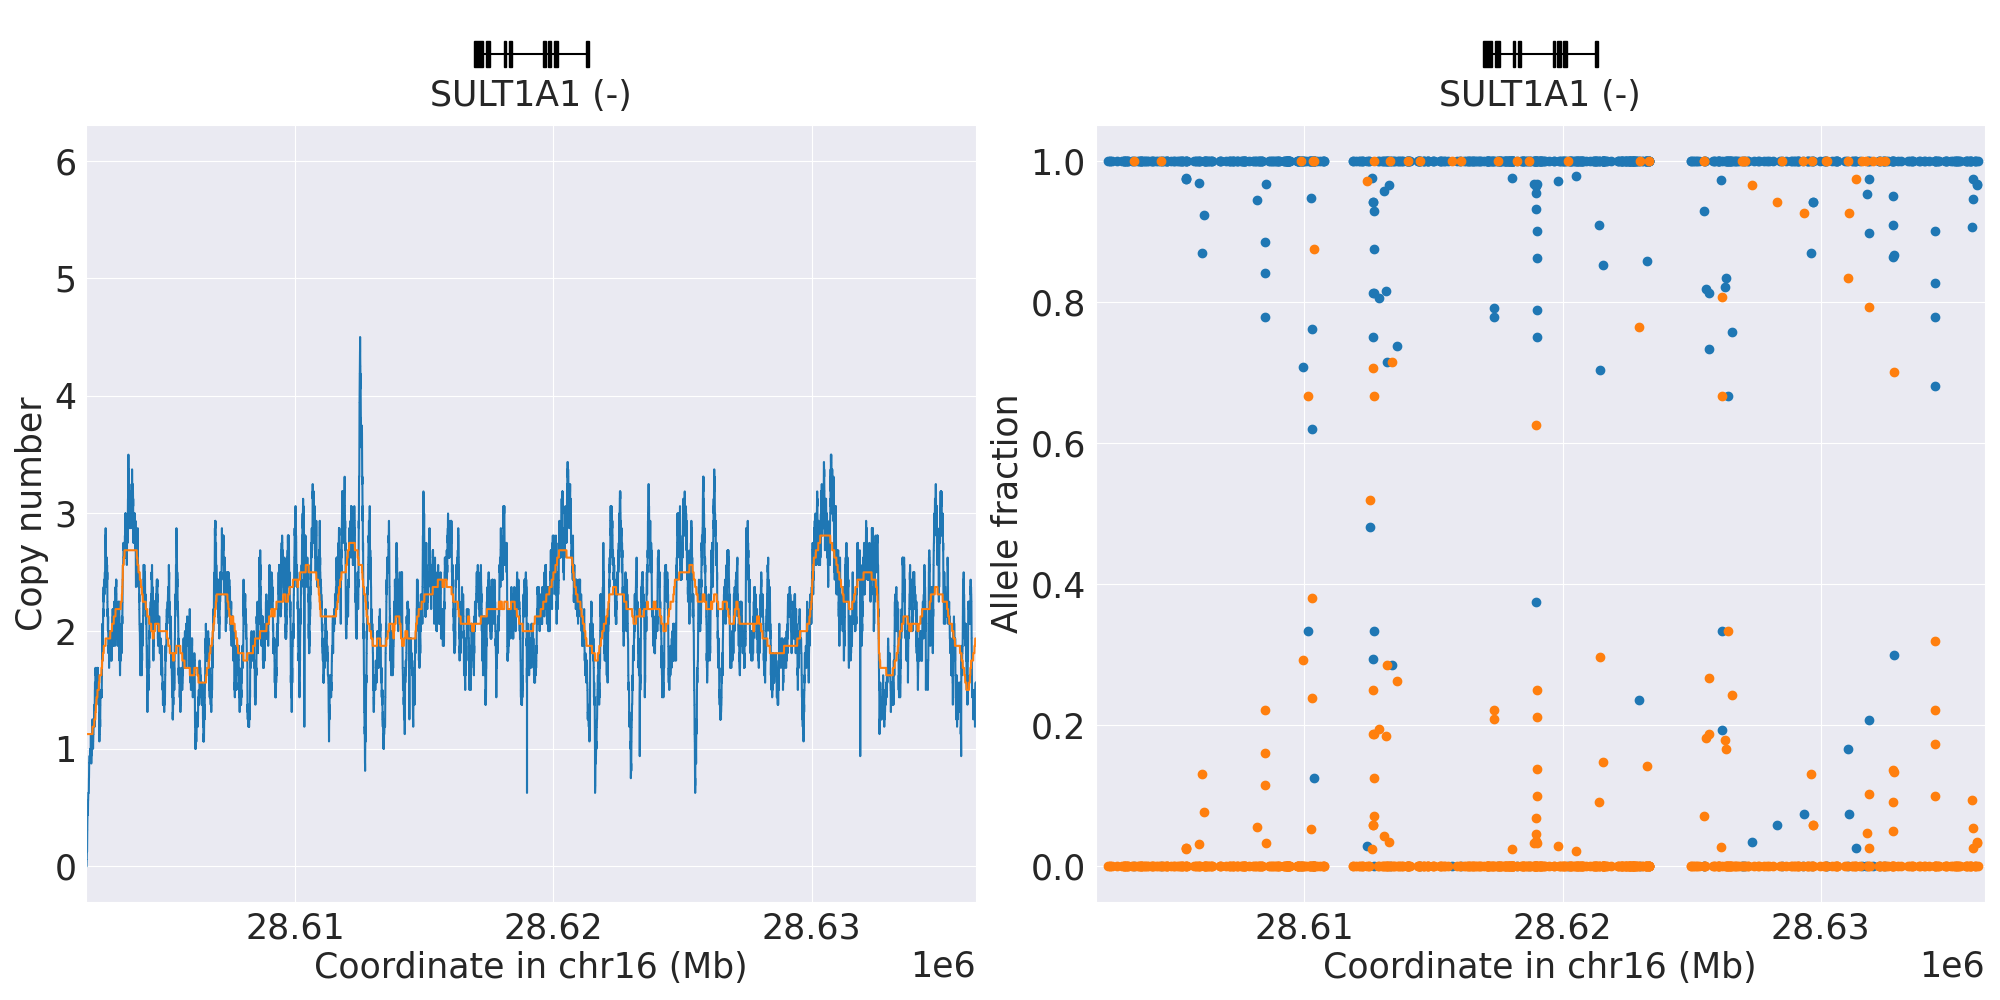 SULT1A1 (-)
Copy number
6
5
4
3
2
1
0
28.61
28.62
28.63
Coordinate in chr16 (Mb)
1e6
SULT1A1 (-)
Allele fraction
1.0
0.8
0.6
0.4
0.2
0.0
28.61
28.62
28.63
Coordinate in chr16 (Mb)
1e6